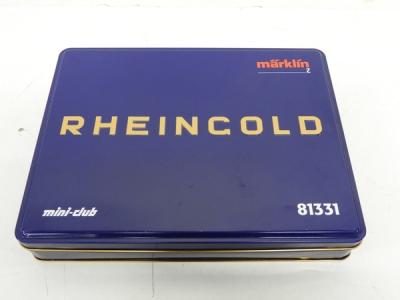 märklin
Z
RHEINGOLD
mini-club
81331